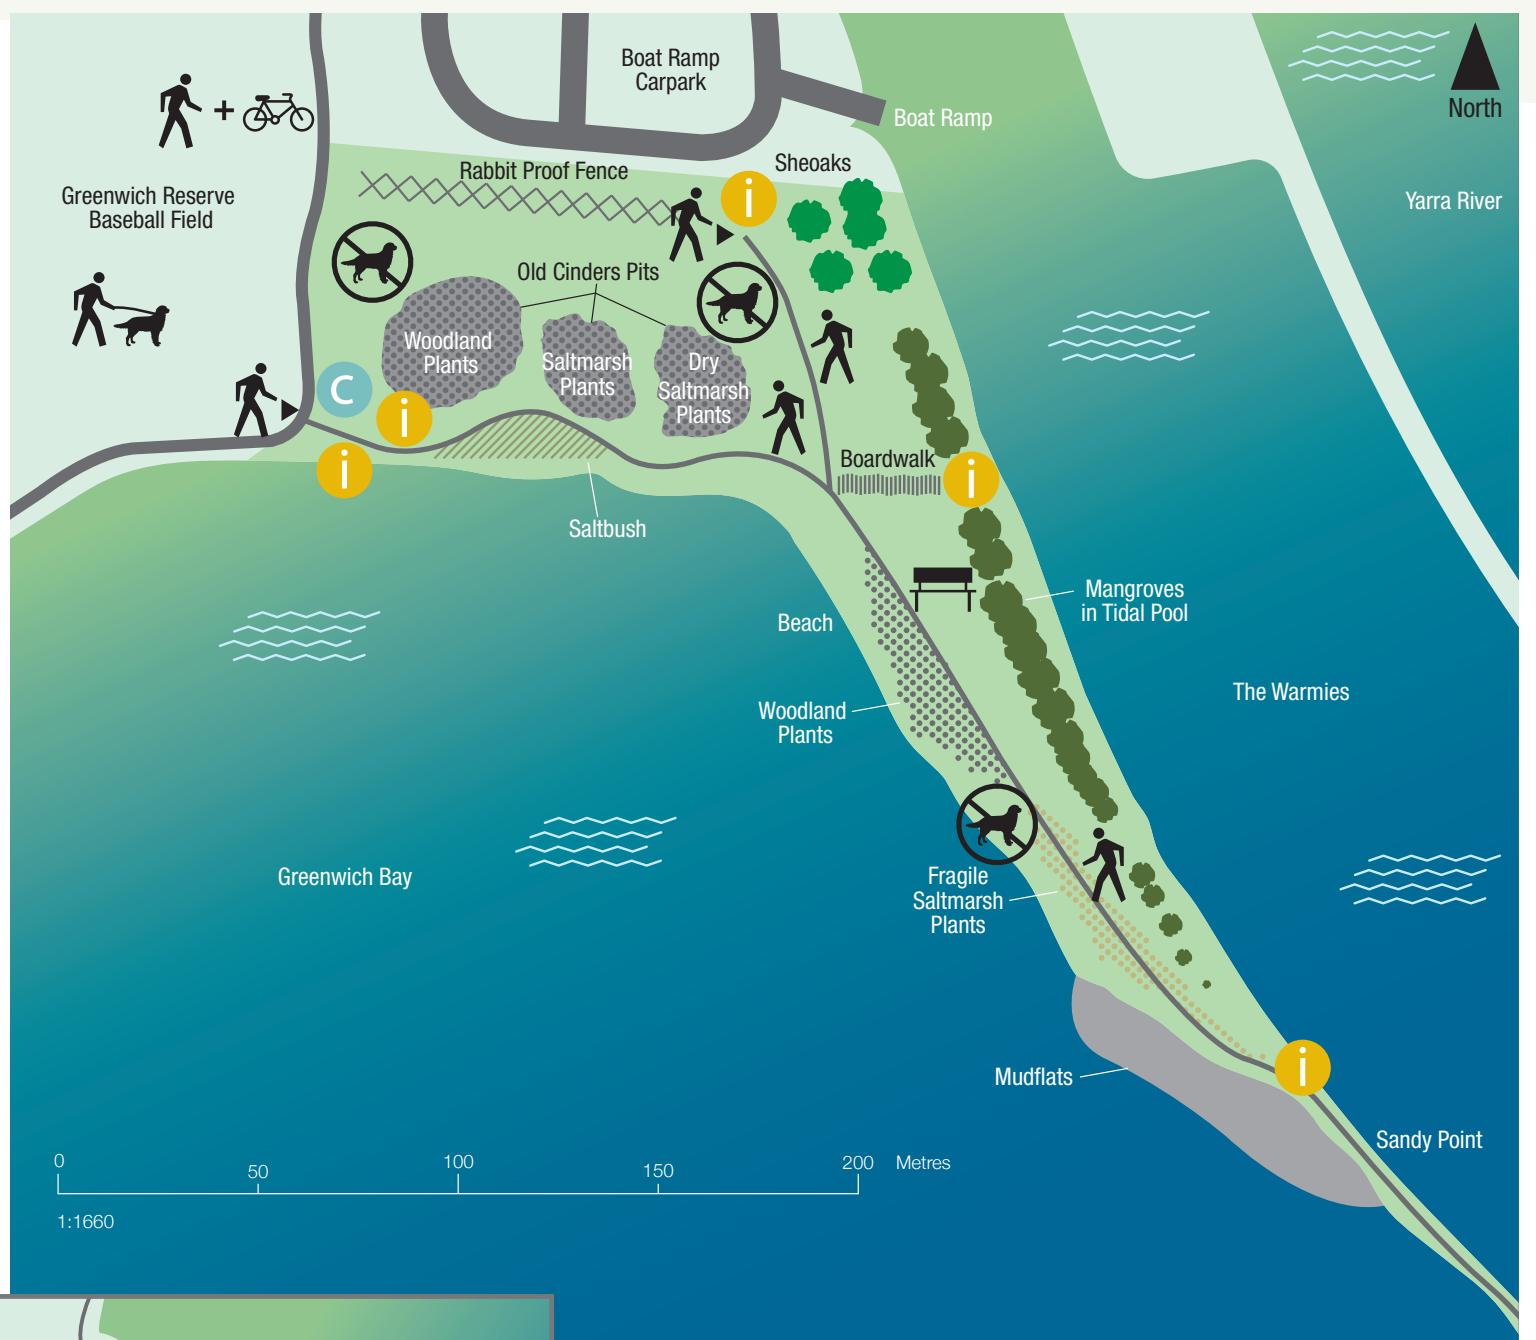 Boat Ramp
Carpark
North
+
Boat Ramp
Rabbit Proof Fence
Sheoaks
i
Greenwich Reserve
Baseball Field
Yarra River
Old Cinders Pits
Woodland
Plants
Saltmarsh
Plants
Dry
Saltmarsh
Plants
C
i
i
Boardwalk
i
Saltbush
Mangroves
in Tidal Pool
Beach
The Warmies
Woodland
Plants
Greenwich Bay
Fragile
Saltmarsh
Plants
i
Mudflats
Sandy Point
0 50 100 150 200 Metres
1:1660